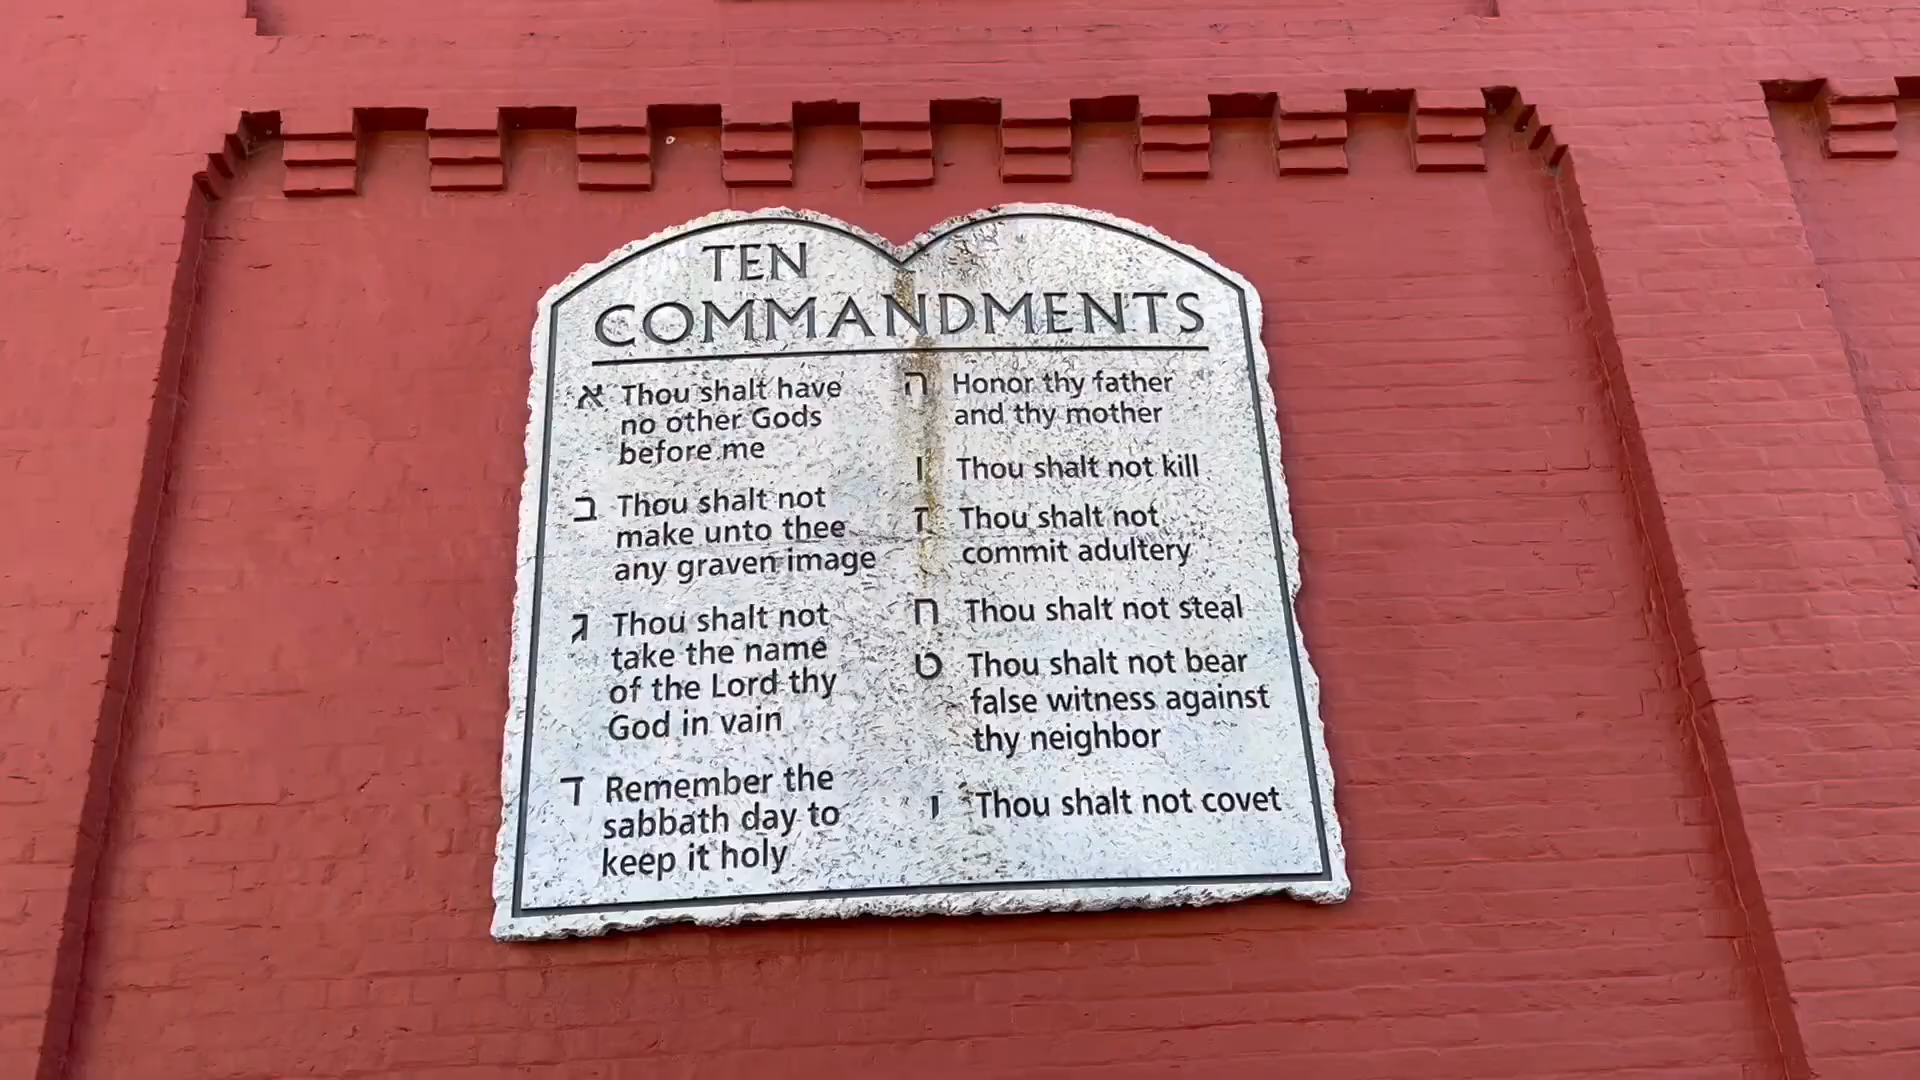 TEN
COMMANDMENTS
א Thou shalt have
no other Gods
before me
ב Thou shalt not
make unto thee
any graven image
ג Thou shalt not
take the name
of the Lord thy
God in vain
ד Remember the
sabbath day to
keep it holy
ה Honor thy father
and thy mother
ו Thou shalt not kill
ז Thou shalt not
commit adultery
ח Thou shalt not steal
ט Thou shalt not bear
false witness against
thy neighbor
י Thou shalt not covet